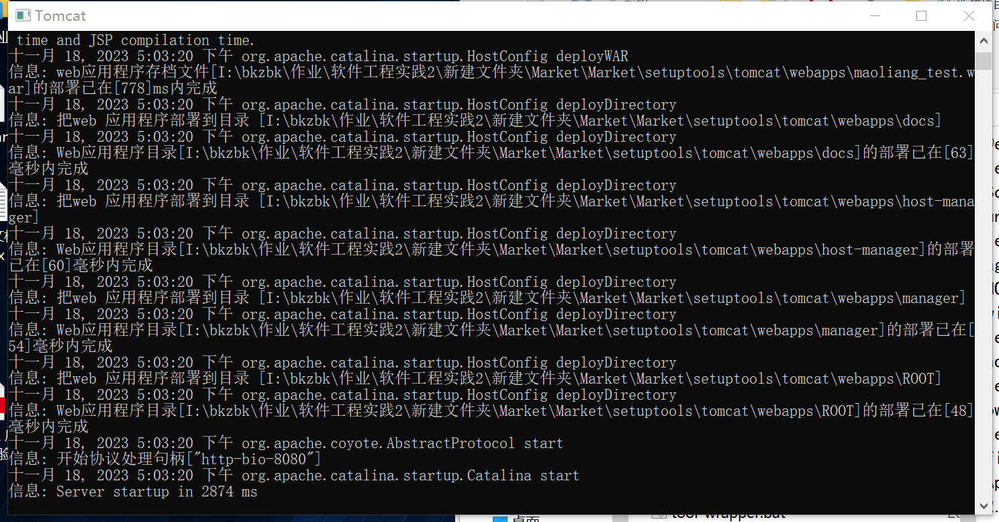 Tomcat
time and JSP compilation time.
十一月 18, 2023 5:03:20 下午 org.apache.catalina.startup.HostConfig deployWAR
信息: web应用程序存档文件[I:\bkzbk\作业\软件工程实践2\新建文件夹\Market\Market\setuptools\tomcat\webapps\maoliang_test.w
ar]的部署已在[778]ms内完成
十一月 18, 2023 5:03:20 下午 org.apache.catalina.startup.HostConfig deployDirectory
信息: 把web 应用程序部署到目录 [I:\bkzbk\作业\软件工程实践2\新建文件夹\Market\Market\setuptools\tomcat\webapps\docs]
十一月 18, 2023 5:03:20 下午 org.apache.catalina.startup.HostConfig deployDirectory
信息: Web应用程序目录[I:\bkzbk\作业\软件工程实践2\新建文件夹\Market\Market\setuptools\tomcat\webapps\docs]的部署已在[63]
毫秒内完成
十一月 18, 2023 5:03:20 下午 org.apache.catalina.startup.HostConfig deployDirectory
信息: 把web 应用程序部署到目录 [I:\bkzbk\作业\软件工程实践2\新建文件夹\Market\Market\setuptools\tomcat\webapps\host-mana
ger]
十一月 18, 2023 5:03:20 下午 org.apache.catalina.startup.HostConfig deployDirectory
信息: Web应用程序目录[I:\bkzbk\作业\软件工程实践2\新建文件夹\Market\Market\setuptools\tomcat\webapps\host-manager]的部署
已在[60]毫秒内完成
十一月 18, 2023 5:03:20 下午 org.apache.catalina.startup.HostConfig deployDirectory
信息: 把web 应用程序部署到目录 [I:\bkzbk\作业\软件工程实践2\新建文件夹\Market\Market\setuptools\tomcat\webapps\manager]
十一月 18, 2023 5:03:20 下午 org.apache.catalina.startup.HostConfig deployDirectory
信息: Web应用程序目录[I:\bkzbk\作业\软件工程实践2\新建文件夹\Market\Market\setuptools\tomcat\webapps\manager]的部署已在[
54]毫秒内完成
十一月 18, 2023 5:03:20 下午 org.apache.catalina.startup.HostConfig deployDirectory
信息: 把web 应用程序部署到目录 [I:\bkzbk\作业\软件工程实践2\新建文件夹\Market\Market\setuptools\tomcat\webapps\ROOT]
十一月 18, 2023 5:03:20 下午 org.apache.catalina.startup.HostConfig deployDirectory
信息: Web应用程序目录[I:\bkzbk\作业\软件工程实践2\新建文件夹\Market\Market\setuptools\tomcat\webapps\ROOT]的部署已在[48]
毫秒内完成
十一月 18, 2023 5:03:20 下午 org.apache.coyote.AbstractProtocol start
信息: 开始协议处理句柄["http-bio-8080"]
十一月 18, 2023 5:03:20 下午 org.apache.catalina.startup.Catalina start
信息: Server startup in 2874 ms